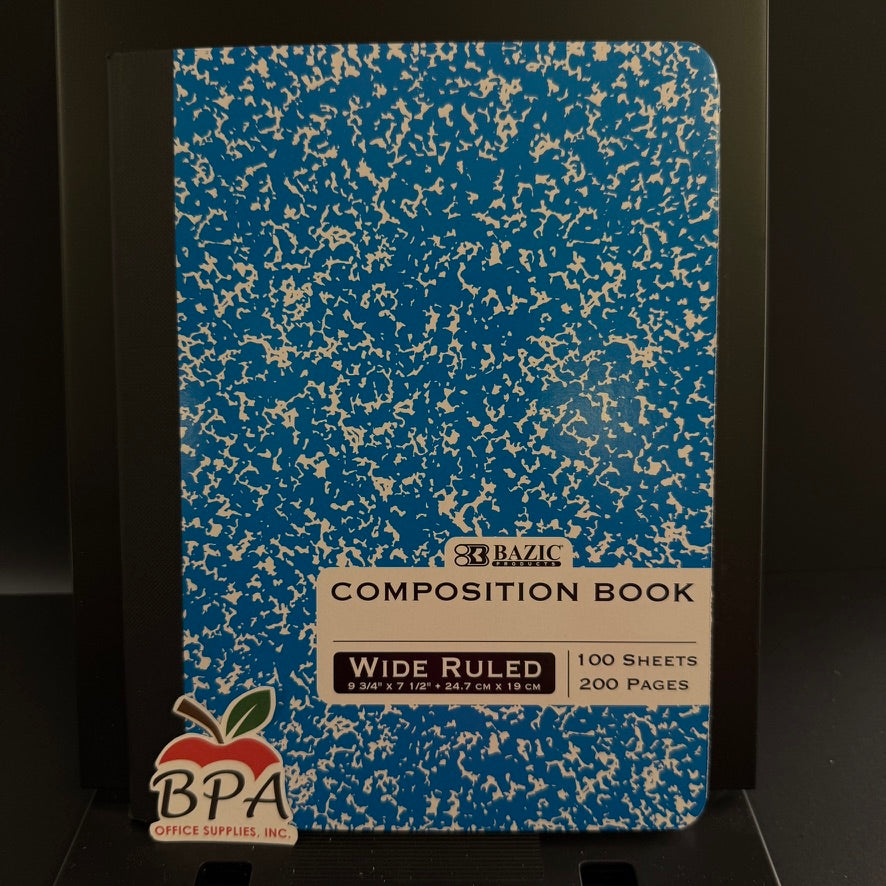 BAZIC®
PRODUCTS
COMPOSITION BOOK
WIDE RULED
9 3/4" X 7 1/2" + 24.7 CM X 19 CM
100 SHEETS
200 PAGES
BPA
OFFICE SUPPLIES, INC.